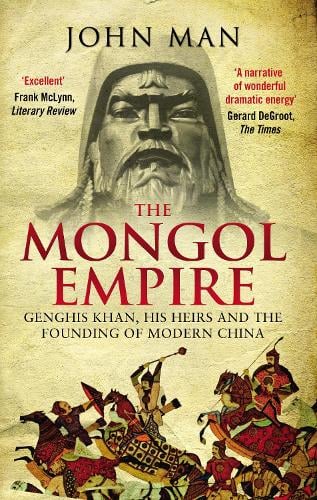 JOHN MAN
'Excellent'
Frank McLynn,
Literary Review
'A narrative
of wonderful
dramatic energy'
Gerard DeGroot,
The Times
THE
MONGOL
EMPIRE
GENGHIS KHAN, HIS HEIRS AND THE
FOUNDING OF MODERN CHINA